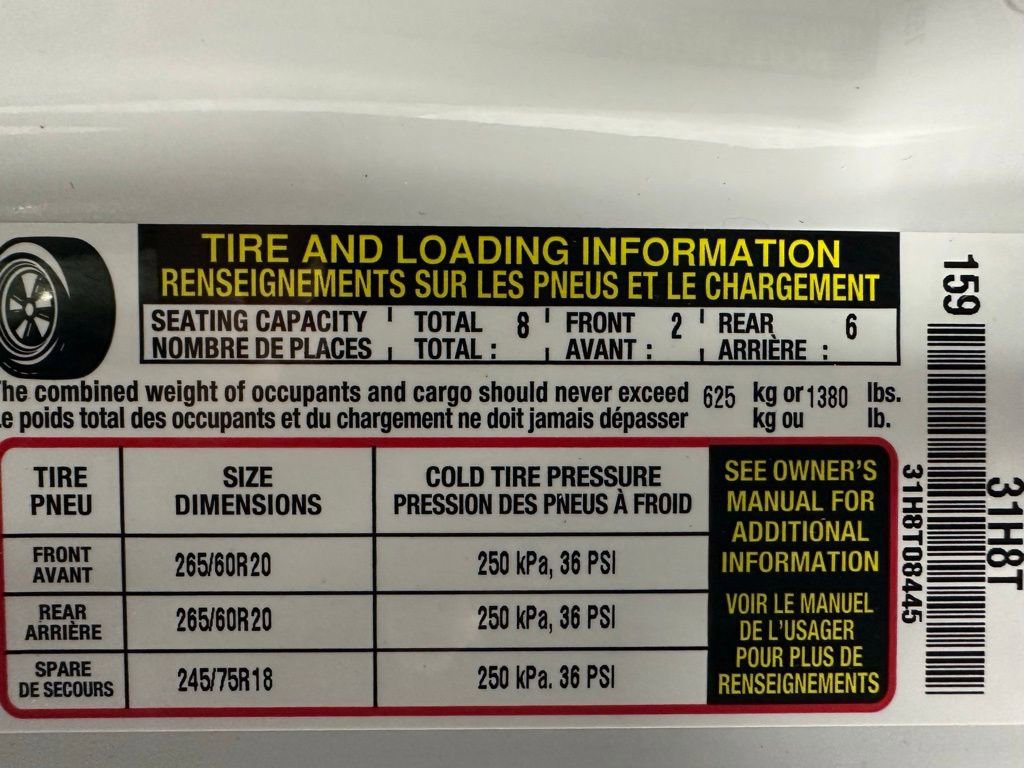 TIRE AND LOADING INFORMATION
RENSEIGNEMENTS SUR LES PNEUS ET LE CHARGEMENT
SEATING CAPACITY TOTAL 8 FRONT 2 REAR 6
NOMBRE DE PLACES TOTAL : AVANT : ARRIÈRE :
he combined weight of occupants and cargo should never exceed 625 kg or 1380 lbs.
e poids total des occupants et du chargement ne doit jamais dépasser kg ou lb.
TIRE SIZE COLD TIRE PRESSURE
PNEU DIMENSIONS PRESSION DES PNEUS À FROID
FRONT
AVANT
265/60R20 250 kPa, 36 PSI
REAR
ARRIÈRE
265/60R20 250 kPa, 36 PSI
SPARE
DE SECOURS
245/75R18 250 kPa. 36 PSI
SEE OWNER'S
MANUAL FOR
ADDITIONAL
INFORMATION
VOIR LE MANUEL
DE L'USAGER
POUR PLUS DE
RENSEIGNEMENTS
159
31H8T08445
31H8T